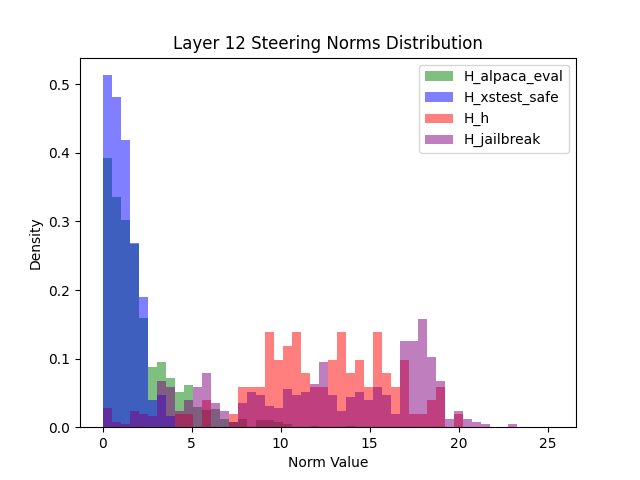 Layer 12 Steering Norms Distribution
H_alpaca_eval
H_xstest_safe
H_h
H_jailbreak
Density
0.5
0.4
0.3
0.2
0.1
0.0
0
5
10
15
20
25
Norm Value